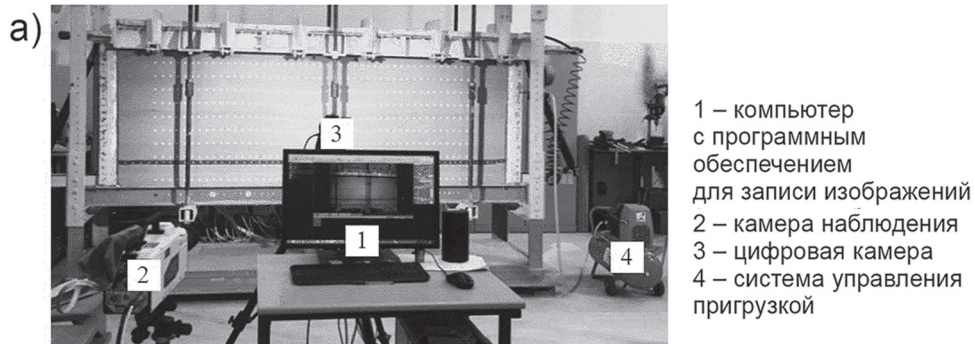 а)
3
1
2
4
1 – компьютер
с программным
обеспечением
для записи изображений
2 – камера наблюдения
3 – цифровая камера
4 – система управления
пригрузкой